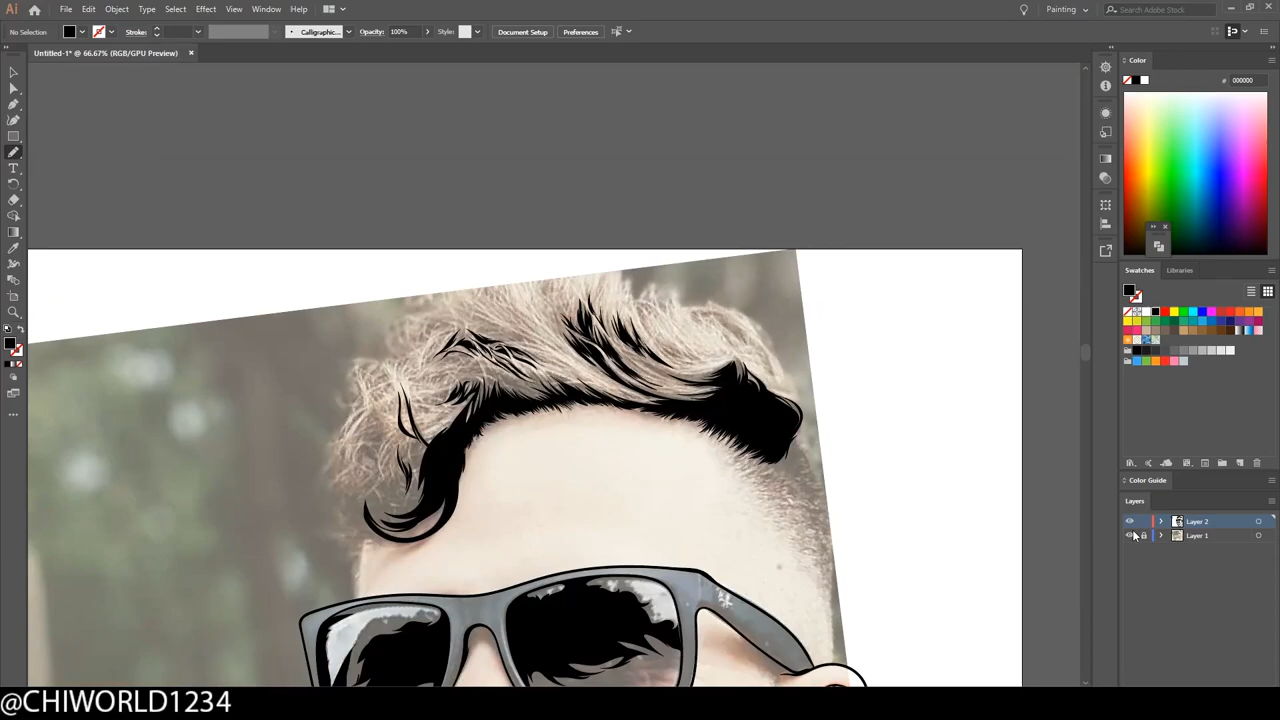 Ai File Edit Object Type Select Effect View Window Help Painting Search Adobe Stock
No Selection Stroke: Calligraphic... Opacity: 100% Style: Document Setup Preferences
Untitled-1* @ 66.67% (RGB/GPU Preview) ×
Color
# 000000
Swatches Libraries
Color Guide
Layers
Layer 2
Layer 1
@CHIWORLD1234